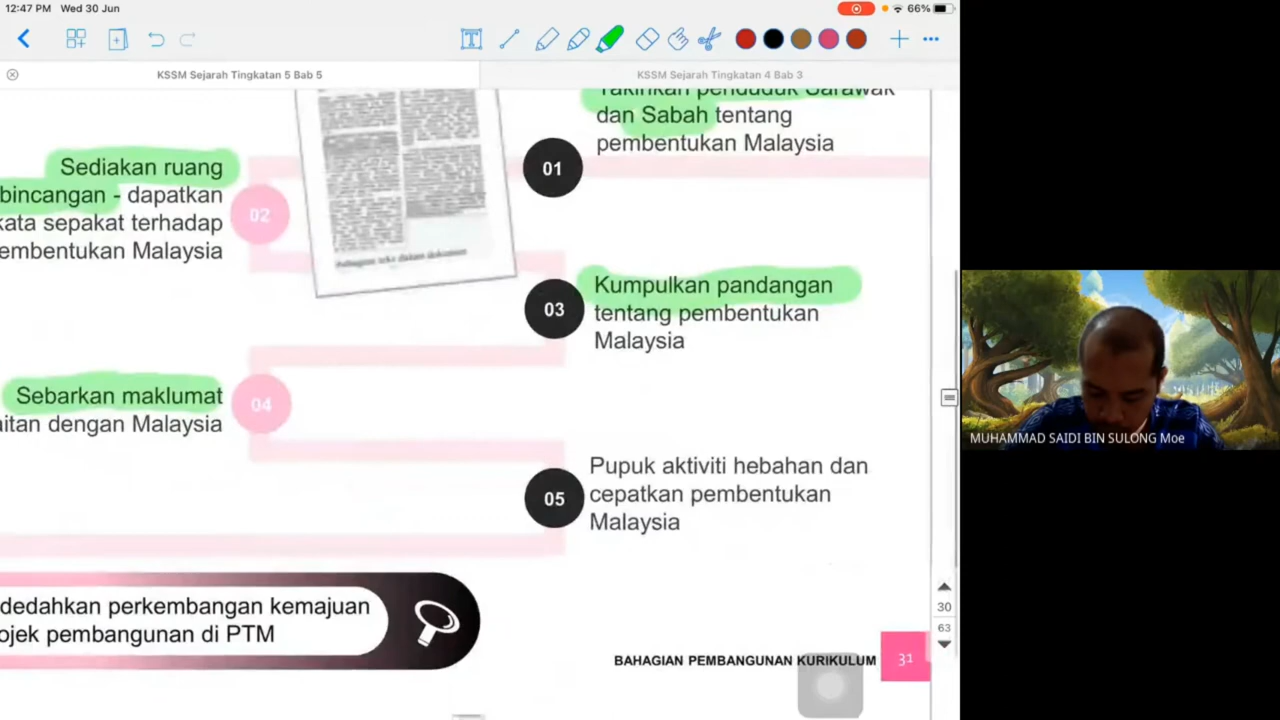 12:47 PM Wed 30 Jun
66%
KSSM Sejarah Tingkatan 5 Bab 5
KSSM Sejarah Tingkatan 4 Bab 3
Yakinkan penduduk Sarawak
dan Sabah tentang
pembentukan Malaysia
01
Sediakan ruang
bincangan - dapatkan
kata sepakat terhadap
embentukan Malaysia
02
Kumpulkan pandangan
tentang pembentukan
Malaysia
03
Sebarkan maklumat
aitan dengan Malaysia
04
Pupuk aktiviti hebahan dan
cepatkan pembentukan
Malaysia
05
dedahkan perkembangan kemajuan
ojek pembangunan di PTM
30
63
BAHAGIAN PEMBANGUNAN KURIKULUM
31
MUHAMMAD SAIDI BIN SULONG Moe